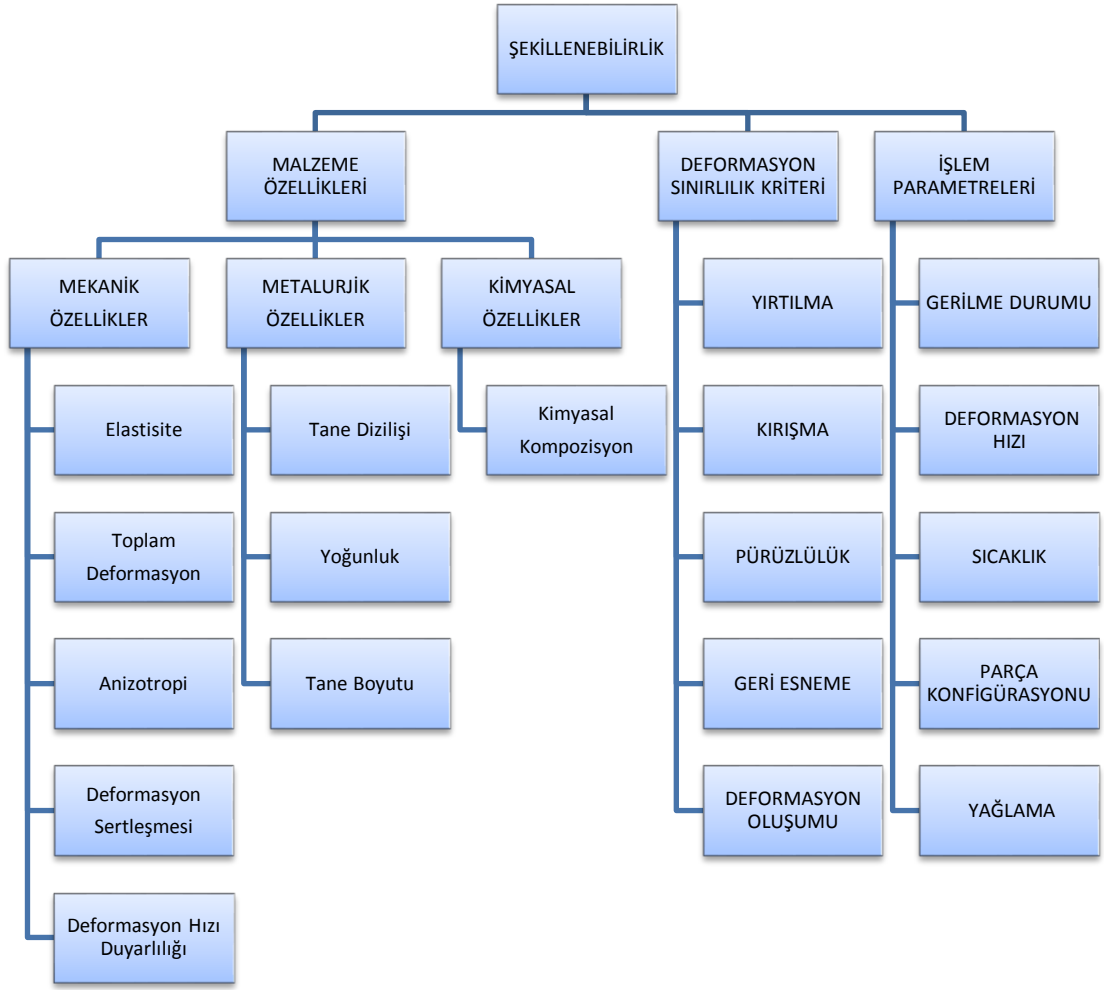 ŞEKİLLENEBİLİRLİK
MALZEME
ÖZELLİKLERİ
DEFORMASYON
SINIRLILIK KRİTERİ
İŞLEM
PARAMETRELERİ
MEKANİK
ÖZELLİKLER
METALURJİK
ÖZELLİKLER
KİMYASAL
ÖZELLİKLER
Elastisite
Toplam
Deformasyon
Anizotropi
Deformasyon
Sertleşmesi
Deformasyon Hızı
Duyarlılığı
Tane Dizilişi
Yoğunluk
Tane Boyutu
Kimyasal
Kompozisyon
YIRTILMA
KIRIŞMA
PÜRÜZLÜLÜK
GERİ ESNEME
DEFORMASYON
OLUŞUMU
GERİLME DURUMU
DEFORMASYON
HIZI
SICAKLIK
PARÇA
KONFİGÜRASYONU
YAĞLAMA